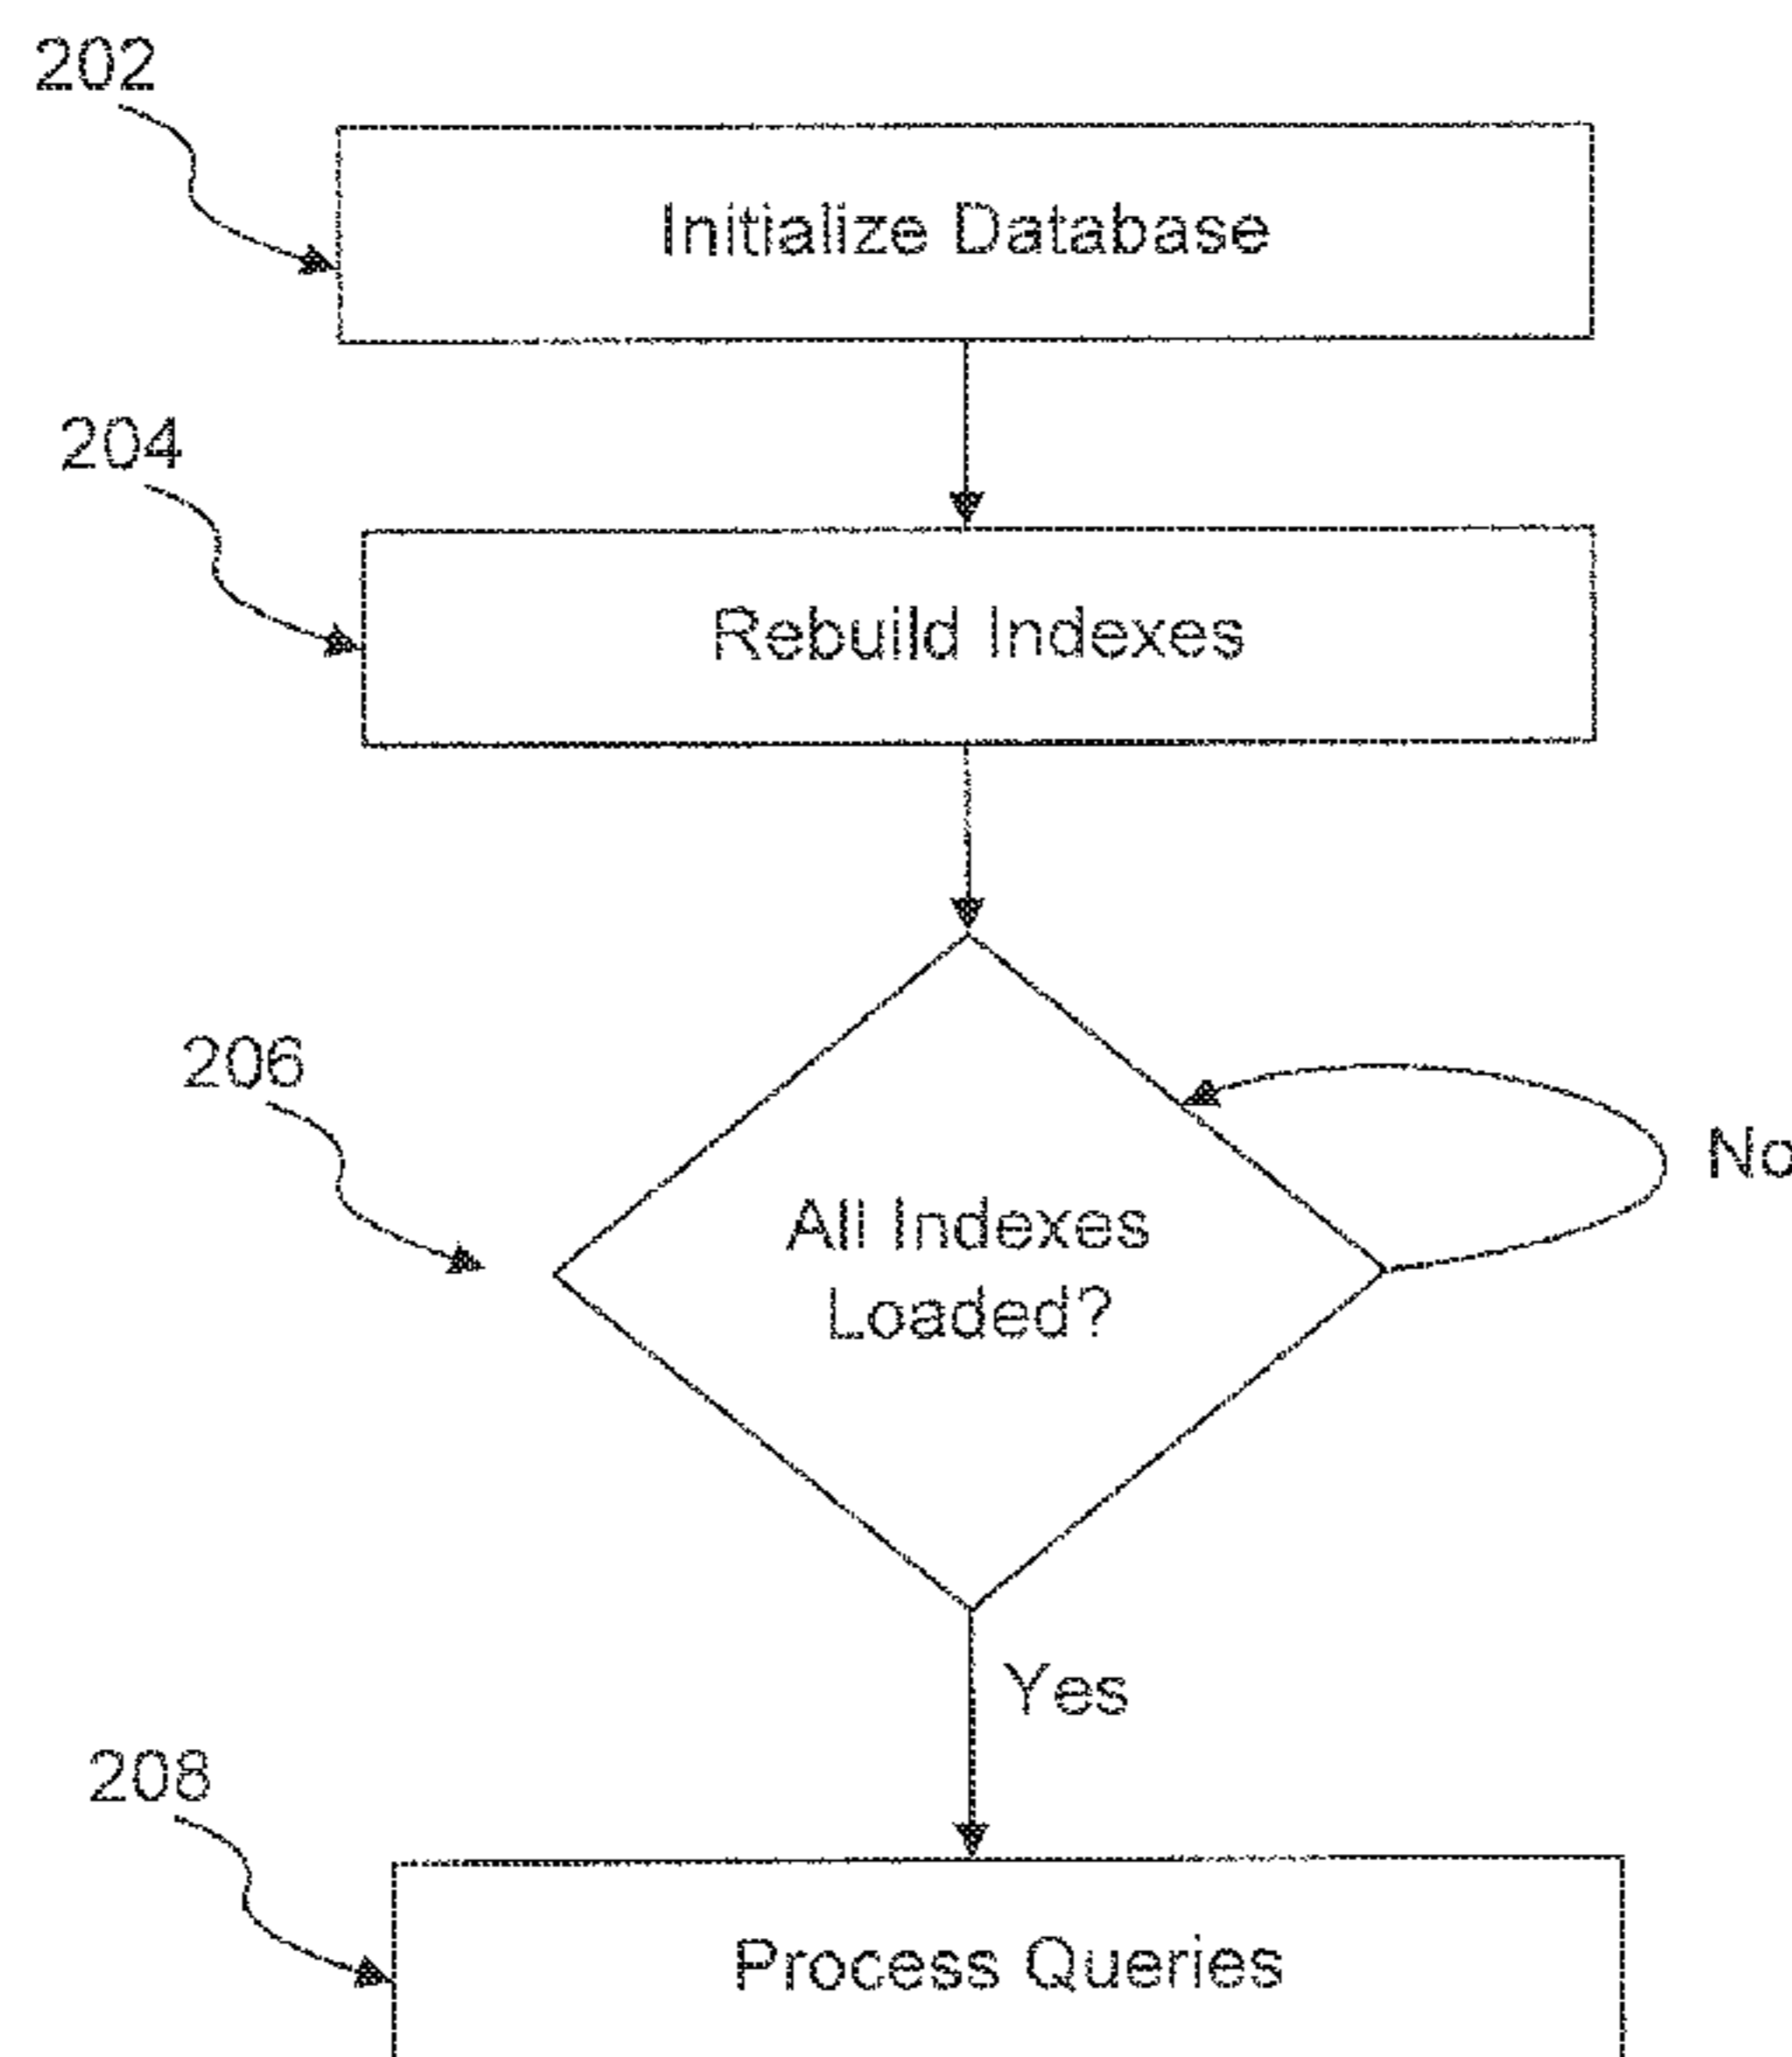 202
Initialize Database
204
Rebuild Indexes
206
No
All Indexes
Loaded?
Yes
208
Process Queries